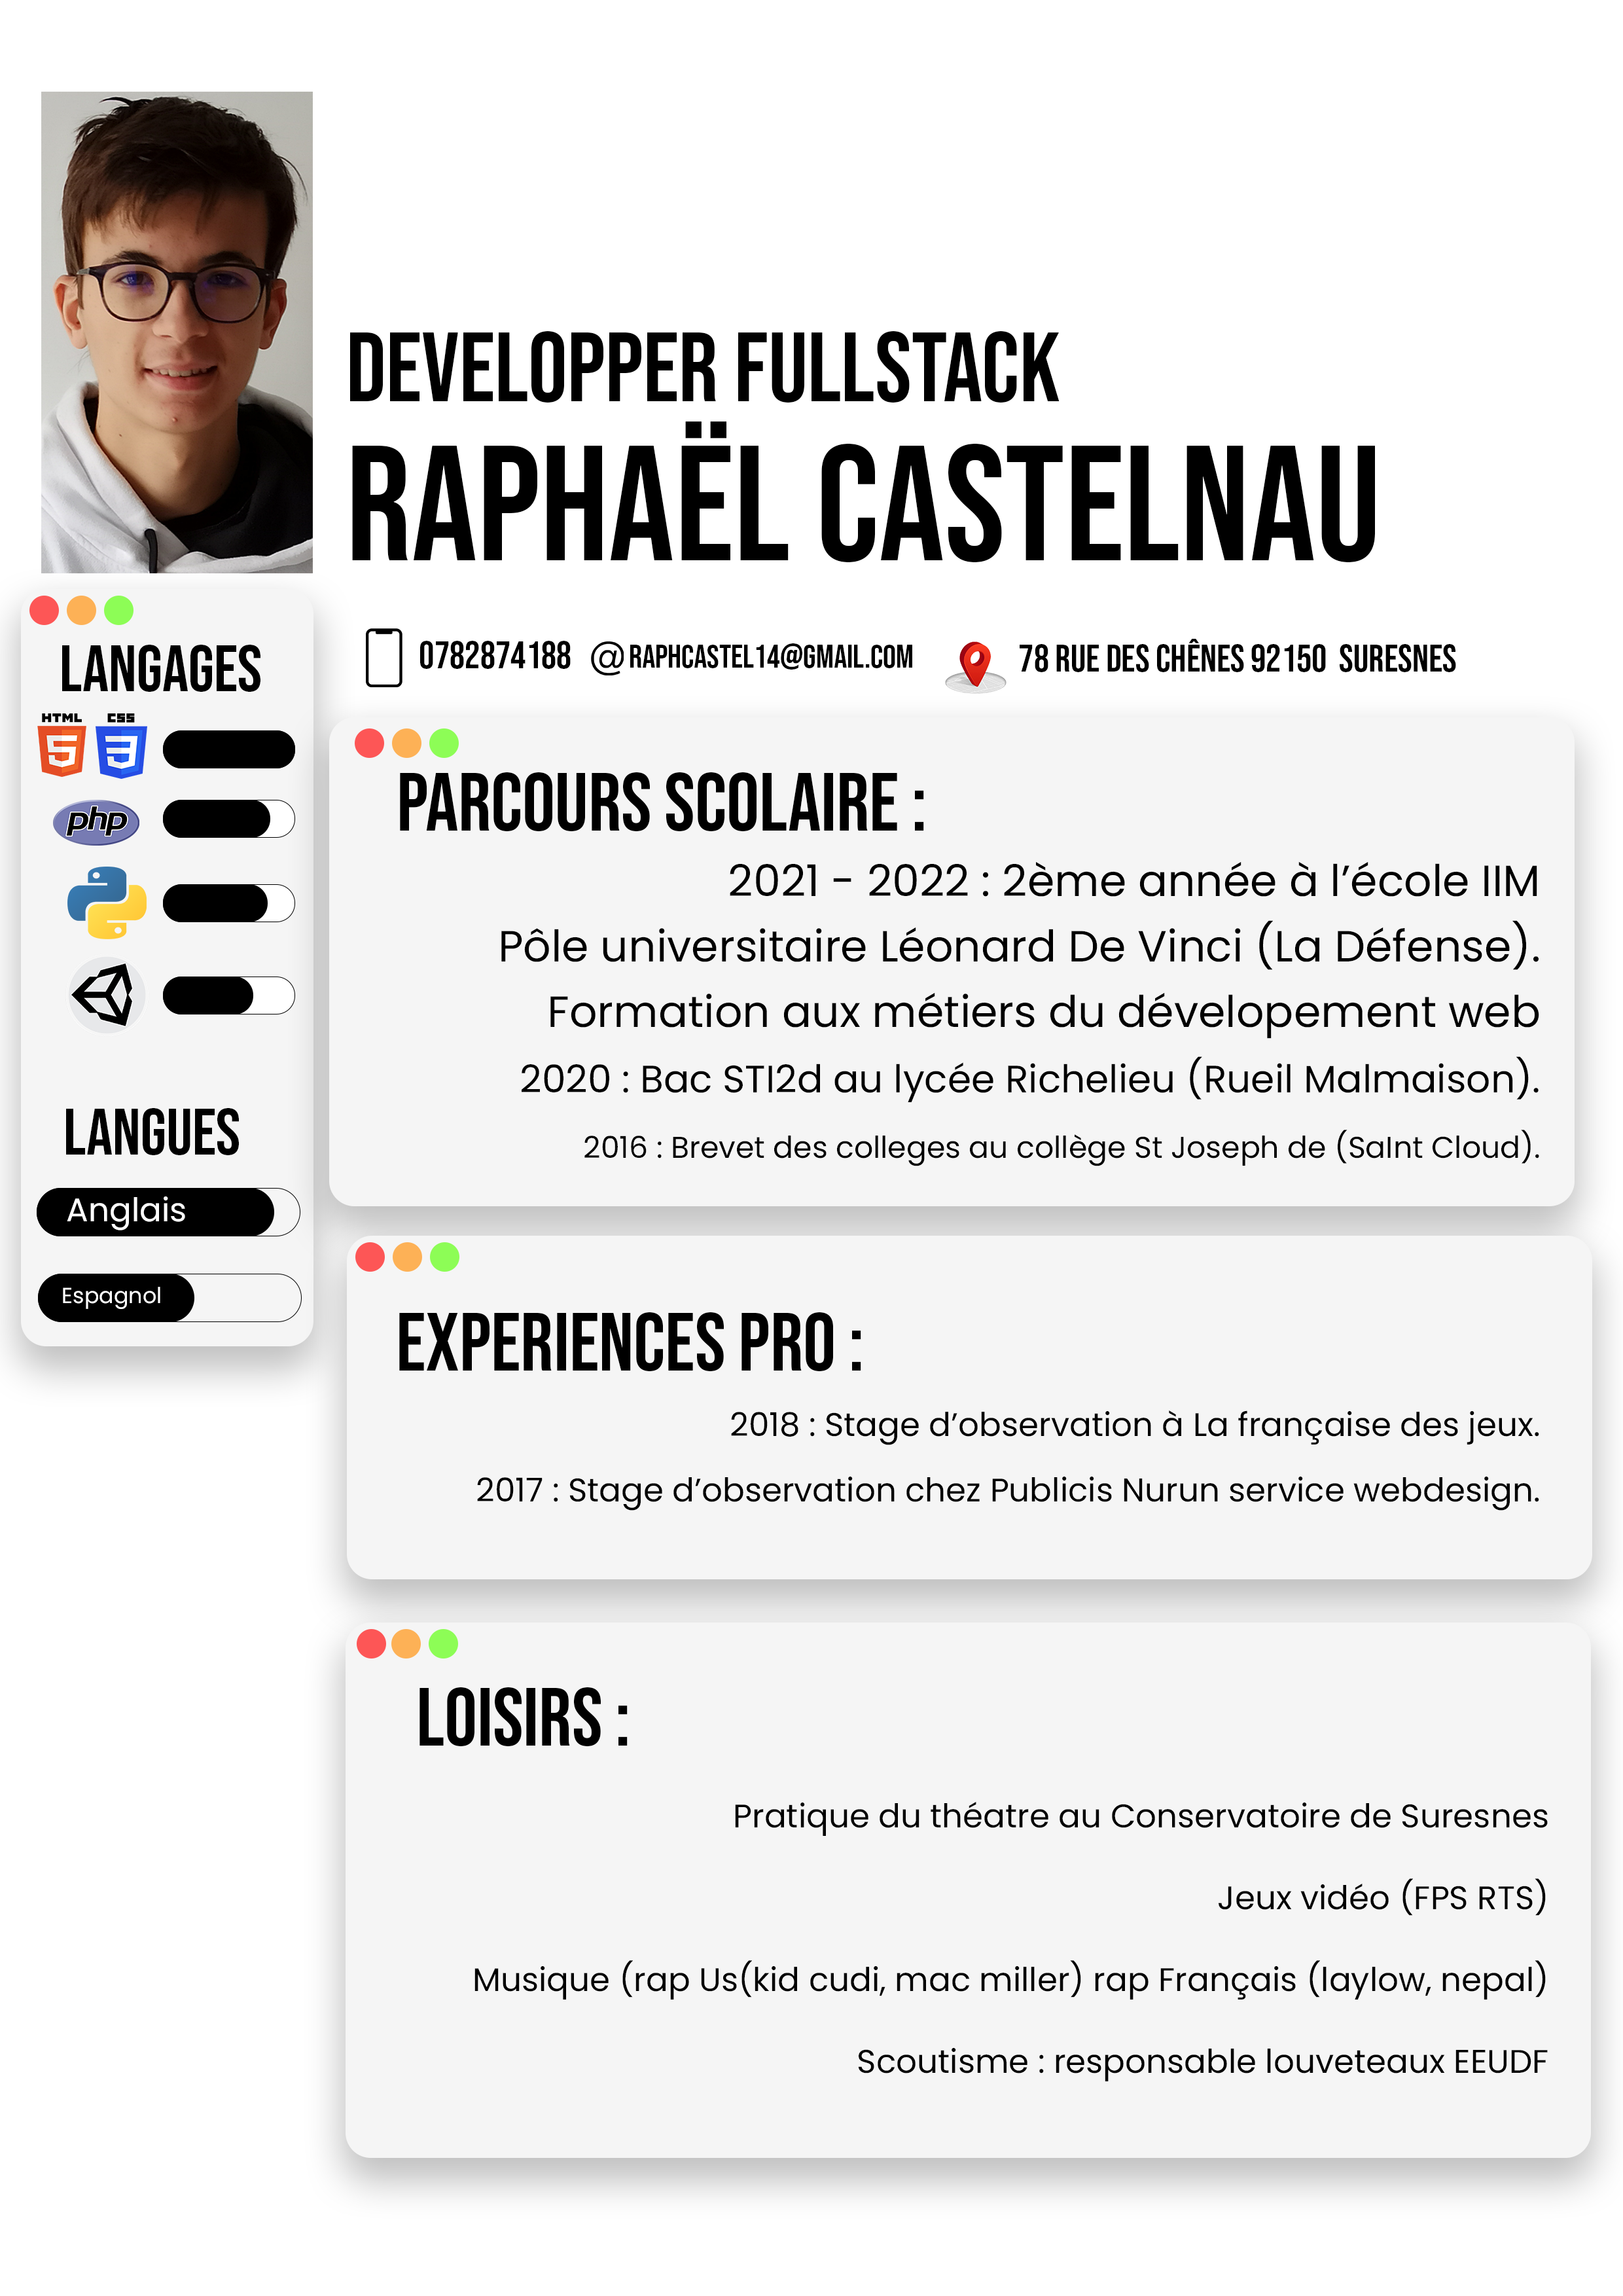 DEVELOPPER FULLSTACK
RAPHAËL CASTELNAU
0782874188 @ RAPHCASTEL14@GMAIL.COM 78 RUE DES CHÊNES 92150 SURESNES
LANGAGES
HTML CSS
5 3
php
LANGUES
Anglais
Espagnol
PARCOURS SCOLAIRE :
2021 - 2022 : 2ème année à l’école IIM
Pôle universitaire Léonard De Vinci (La Défense).
Formation aux métiers du dévelopement web
2020 : Bac STI2d au lycée Richelieu (Rueil Malmaison).
2016 : Brevet des colleges au collège St Joseph de (SaInt Cloud).
EXPERIENCES PRO :
2018 : Stage d’observation à La française des jeux.
2017 : Stage d’observation chez Publicis Nurun service webdesign.
LOISIRS :
Pratique du théatre au Conservatoire de Suresnes
Jeux vidéo (FPS RTS)
Musique (rap Us(kid cudi, mac miller) rap Français (laylow, nepal)
Scoutisme : responsable louveteaux EEUDF